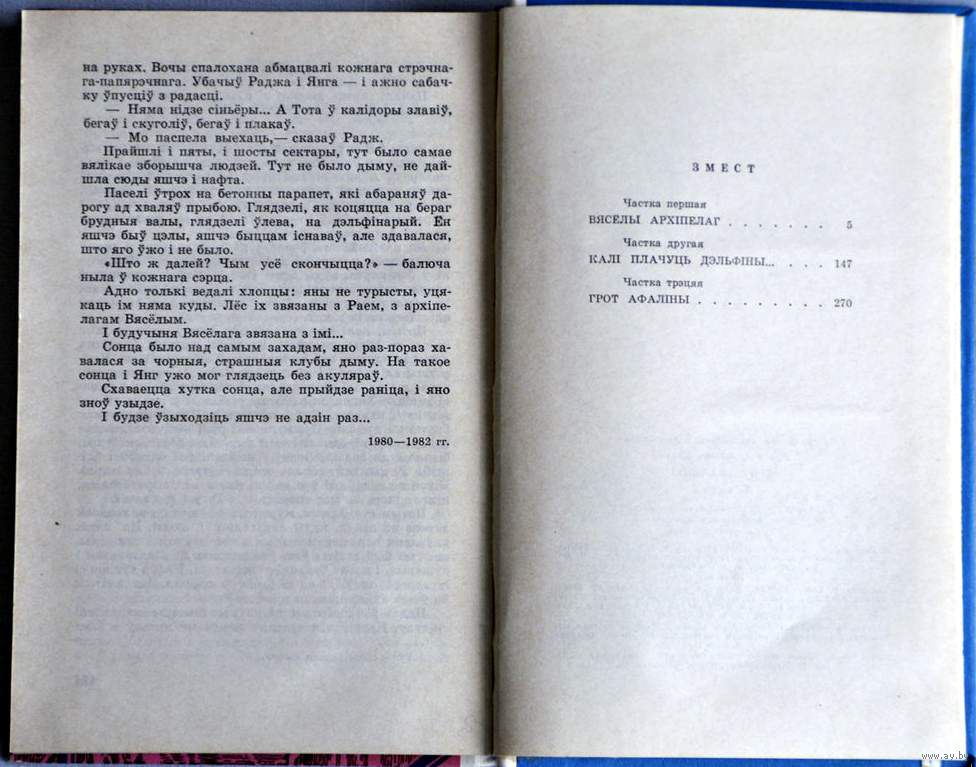 на руках. Вочы спалохана абмацвалі кожнага стрэчна-
га-папярэчнага. Убачыў Раджа і Янга — і ажно сабач-
ку ўпусціў з радасці.
— Няма нідзе сіньёры... А Тота ў калідоры злавіў,
бегаў і скуголіў, бегаў і плакаў.
— Мо паспела выехаць,— сказаў Радж.
Прайшлі і пяты, і шосты сектары, тут было самае
вялікае зборышча людзей. Тут не было дыму, не дай-
шла сюды яшчэ і нафта.
Паселі ўтрох на бетонны парапет, які абараняў да-
рогу ад хваляў прыбою. Глядзелі, як коцяцца на бераг
брудныя валы, глядзелі ўлева, на дэльфінарый. Ён
яшчэ быў цэлы, яшчэ быццам існаваў, але здавалася,
што яго ўжо і не было.
«Што ж далей? Чым усё скончыцца?» — балюча
ныла ў кожнага сэрца.
Адно толькі ведалі хлопцы: яны не турысты, уця-
каць ім няма куды. Лёс іх звязаны з Раем, з архіпе-
лагам Вясёлым.
І будучыня Вясёлага звязана з імі...
Сонца было над самым захадам, яно раз-пораз ха-
валася за чорныя, страшныя клубы дыму. На такое
сонца і Янг ужо мог глядзець без акуляраў.
Схаваецца хутка сонца, але прыйдзе раніца, і яно
зноў узыдзе.
І будзе ўзыходзіць яшчэ не адзін раз...
1980—1982 гг.
ЗМЕСТ
Частка першая
ВЯСЁЛЫ АРХІПЕЛАГ . . . . . . . 5
Частка другая
КАЛІ ПЛАЧУЦЬ ДЭЛЬФІНЫ... . . . 147
Частка трэцяя
ГРОТ АФАЛІНЫ . . . . . . . . . 270
www.ay.by